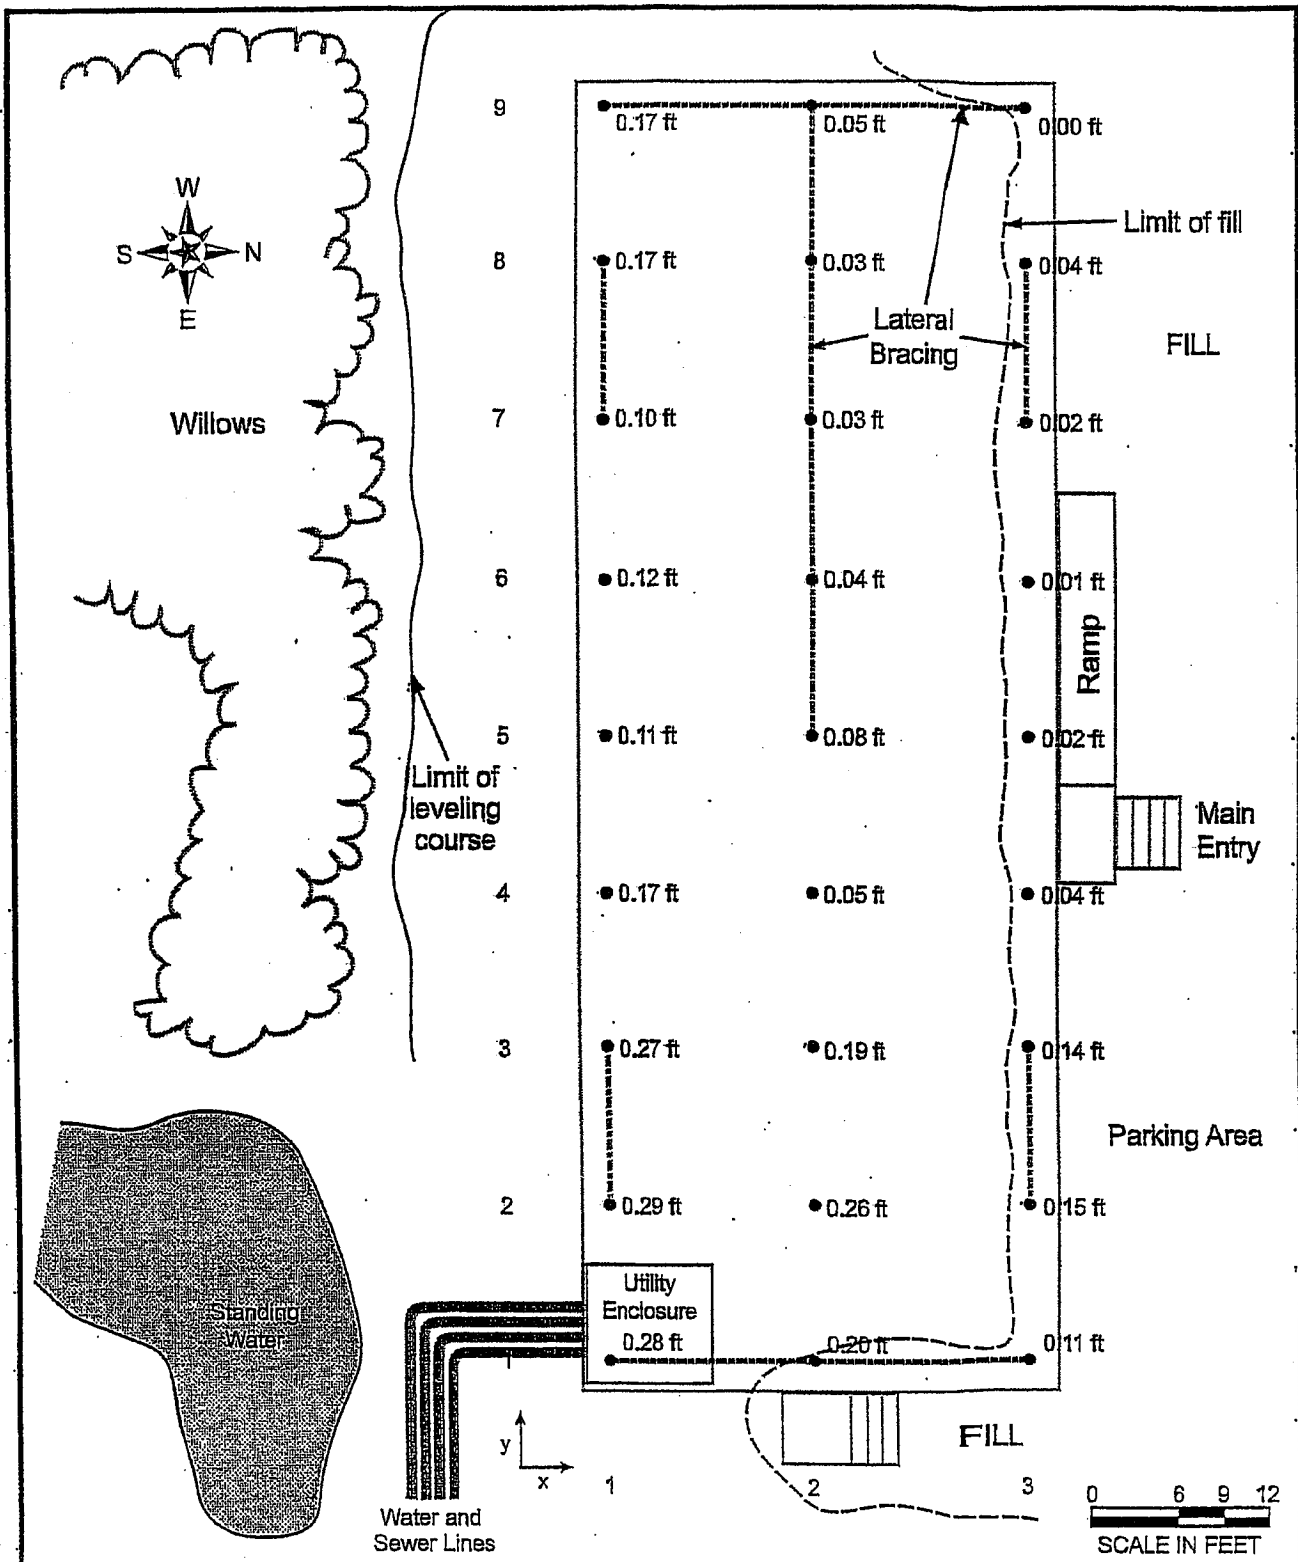 9
0.17 ft
0.05 ft
0.00 ft
W
S
N
E
Limit of fill
8
0.17 ft
0.03 ft
0.04 ft
Lateral
Bracing
FILL
Willows
7
0.10 ft
0.03 ft
0.02 ft
6
0.12 ft
0.04 ft
0.01 ft
Ramp
5
0.11 ft
0.08 ft
0.02 ft
Limit of
leveling
course
Main
Entry
4
0.17 ft
0.05 ft
0.04 ft
3
0.27 ft
0.19 ft
0.14 ft
Parking Area
2
0.29 ft
0.26 ft
0.15 ft
Utility
Enclosure
Standing
Water
1
0.28 ft
0.20 ft
0.11 ft
FILL
y
x
1
2
3
Water and
Sewer Lines
0 6 9 12
SCALE IN FEET